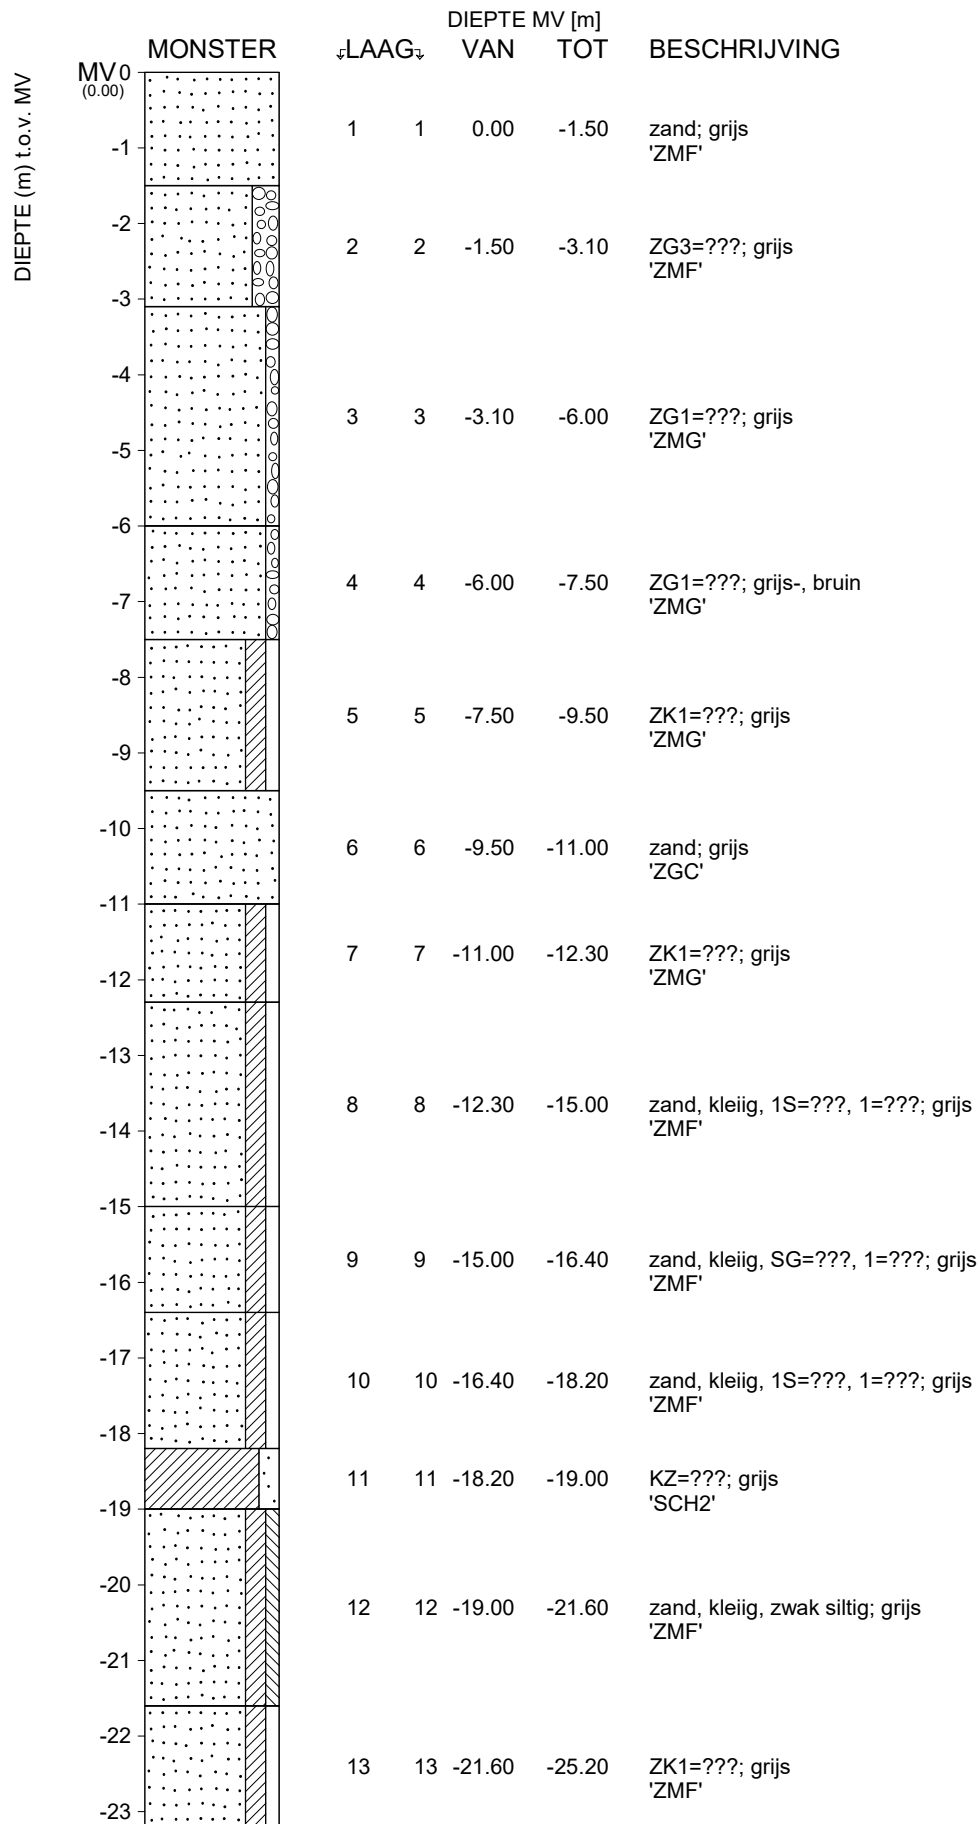 DIEPTE MV [m]
MONSTER LAAG VAN TOT BESCHRIJVING
DIEPTE (m) t.o.v. MV
MV 0
(0.00)
1 1 0.00 -1.50 zand; grijs
'ZMF'
-1
-2
2 2 -1.50 -3.10 ZG3=???; grijs
'ZMF'
-3
-4
3 3 -3.10 -6.00 ZG1=???; grijs
'ZMG'
-5
-6
4 4 -6.00 -7.50 ZG1=???; grijs-, bruin
'ZMG'
-7
-8
5 5 -7.50 -9.50 ZK1=???; grijs
'ZMG'
-9
-10
6 6 -9.50 -11.00 zand; grijs
'ZGC'
-11
7 7 -11.00 -12.30 ZK1=???; grijs
'ZMG'
-12
-13
8 8 -12.30 -15.00 zand, kleiig, 1S=???, 1=???; grijs
'ZMF'
-14
-15
9 9 -15.00 -16.40 zand, kleiig, SG=???, 1=???; grijs
'ZMF'
-16
-17
10 10 -16.40 -18.20 zand, kleiig, 1S=???, 1=???; grijs
'ZMF'
-18
11 11 -18.20 -19.00 KZ=???; grijs
'SCH2'
-19
-20
12 12 -19.00 -21.60 zand, kleiig, zwak siltig; grijs
'ZMF'
-21
-22
13 13 -21.60 -25.20 ZK1=???; grijs
'ZMF'
-23